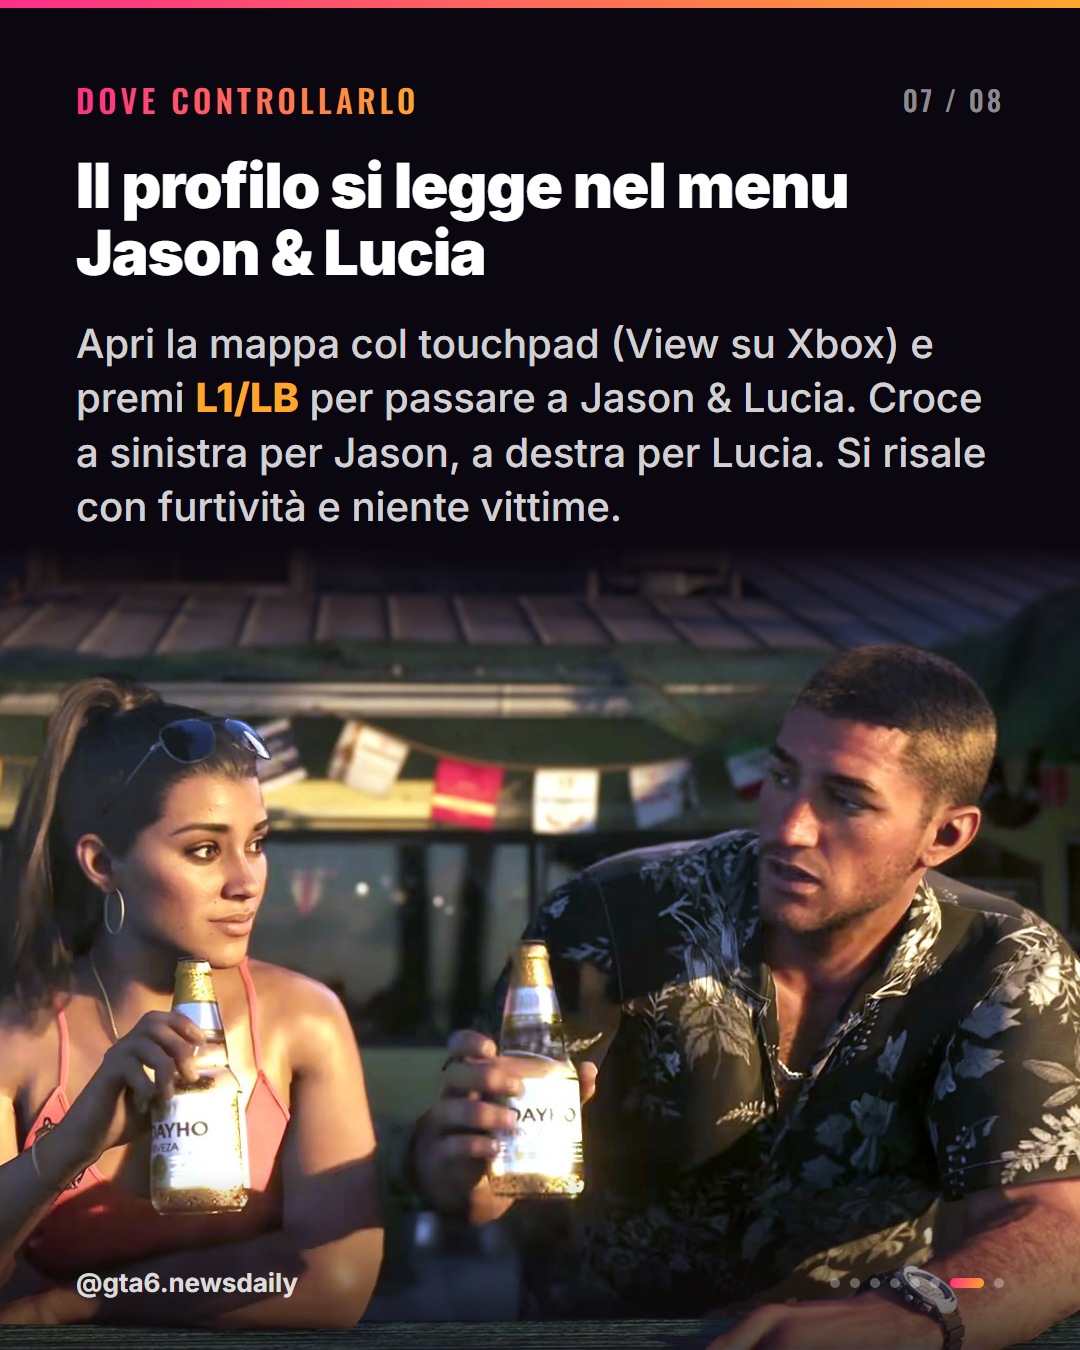 DOVE CONTROLLARLO
07 / 08
Il profilo si legge nel menu
Jason & Lucia
Apri la mappa col touchpad (View su Xbox) e
premi L1/LB per passare a Jason & Lucia. Croce
a sinistra per Jason, a destra per Lucia. Si risale
con furtività e niente vittime.
AYHO
DAYHO
@gta6.newsdaily